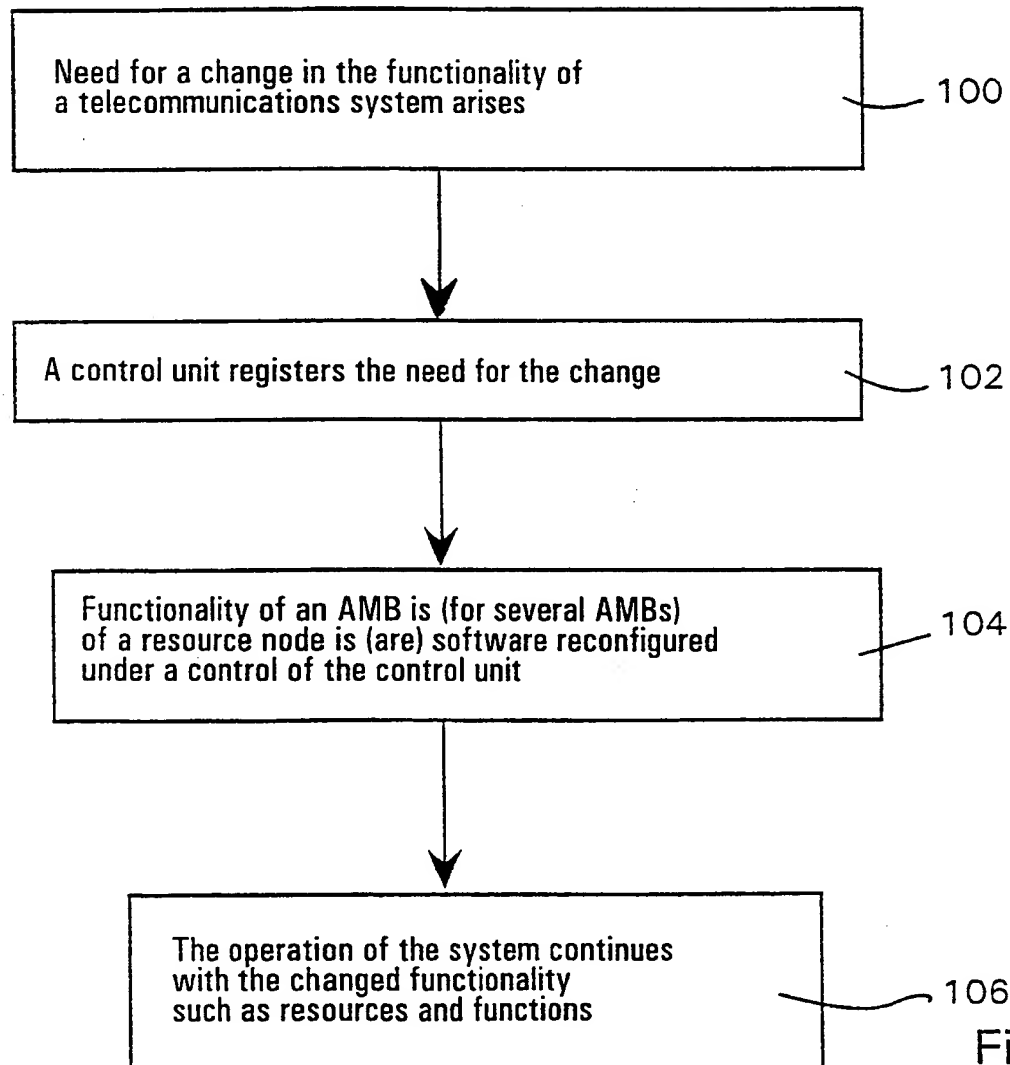 Need for a change in the functionality of
a telecommunications system arises
100
A control unit registers the need for the change
102
Functionality of an AMB is (for several AMBs)
of a resource node is (are) software reconfigured
under a control of the control unit
104
The operation of the system continues
with the changed functionality
such as resources and functions
106
Fi